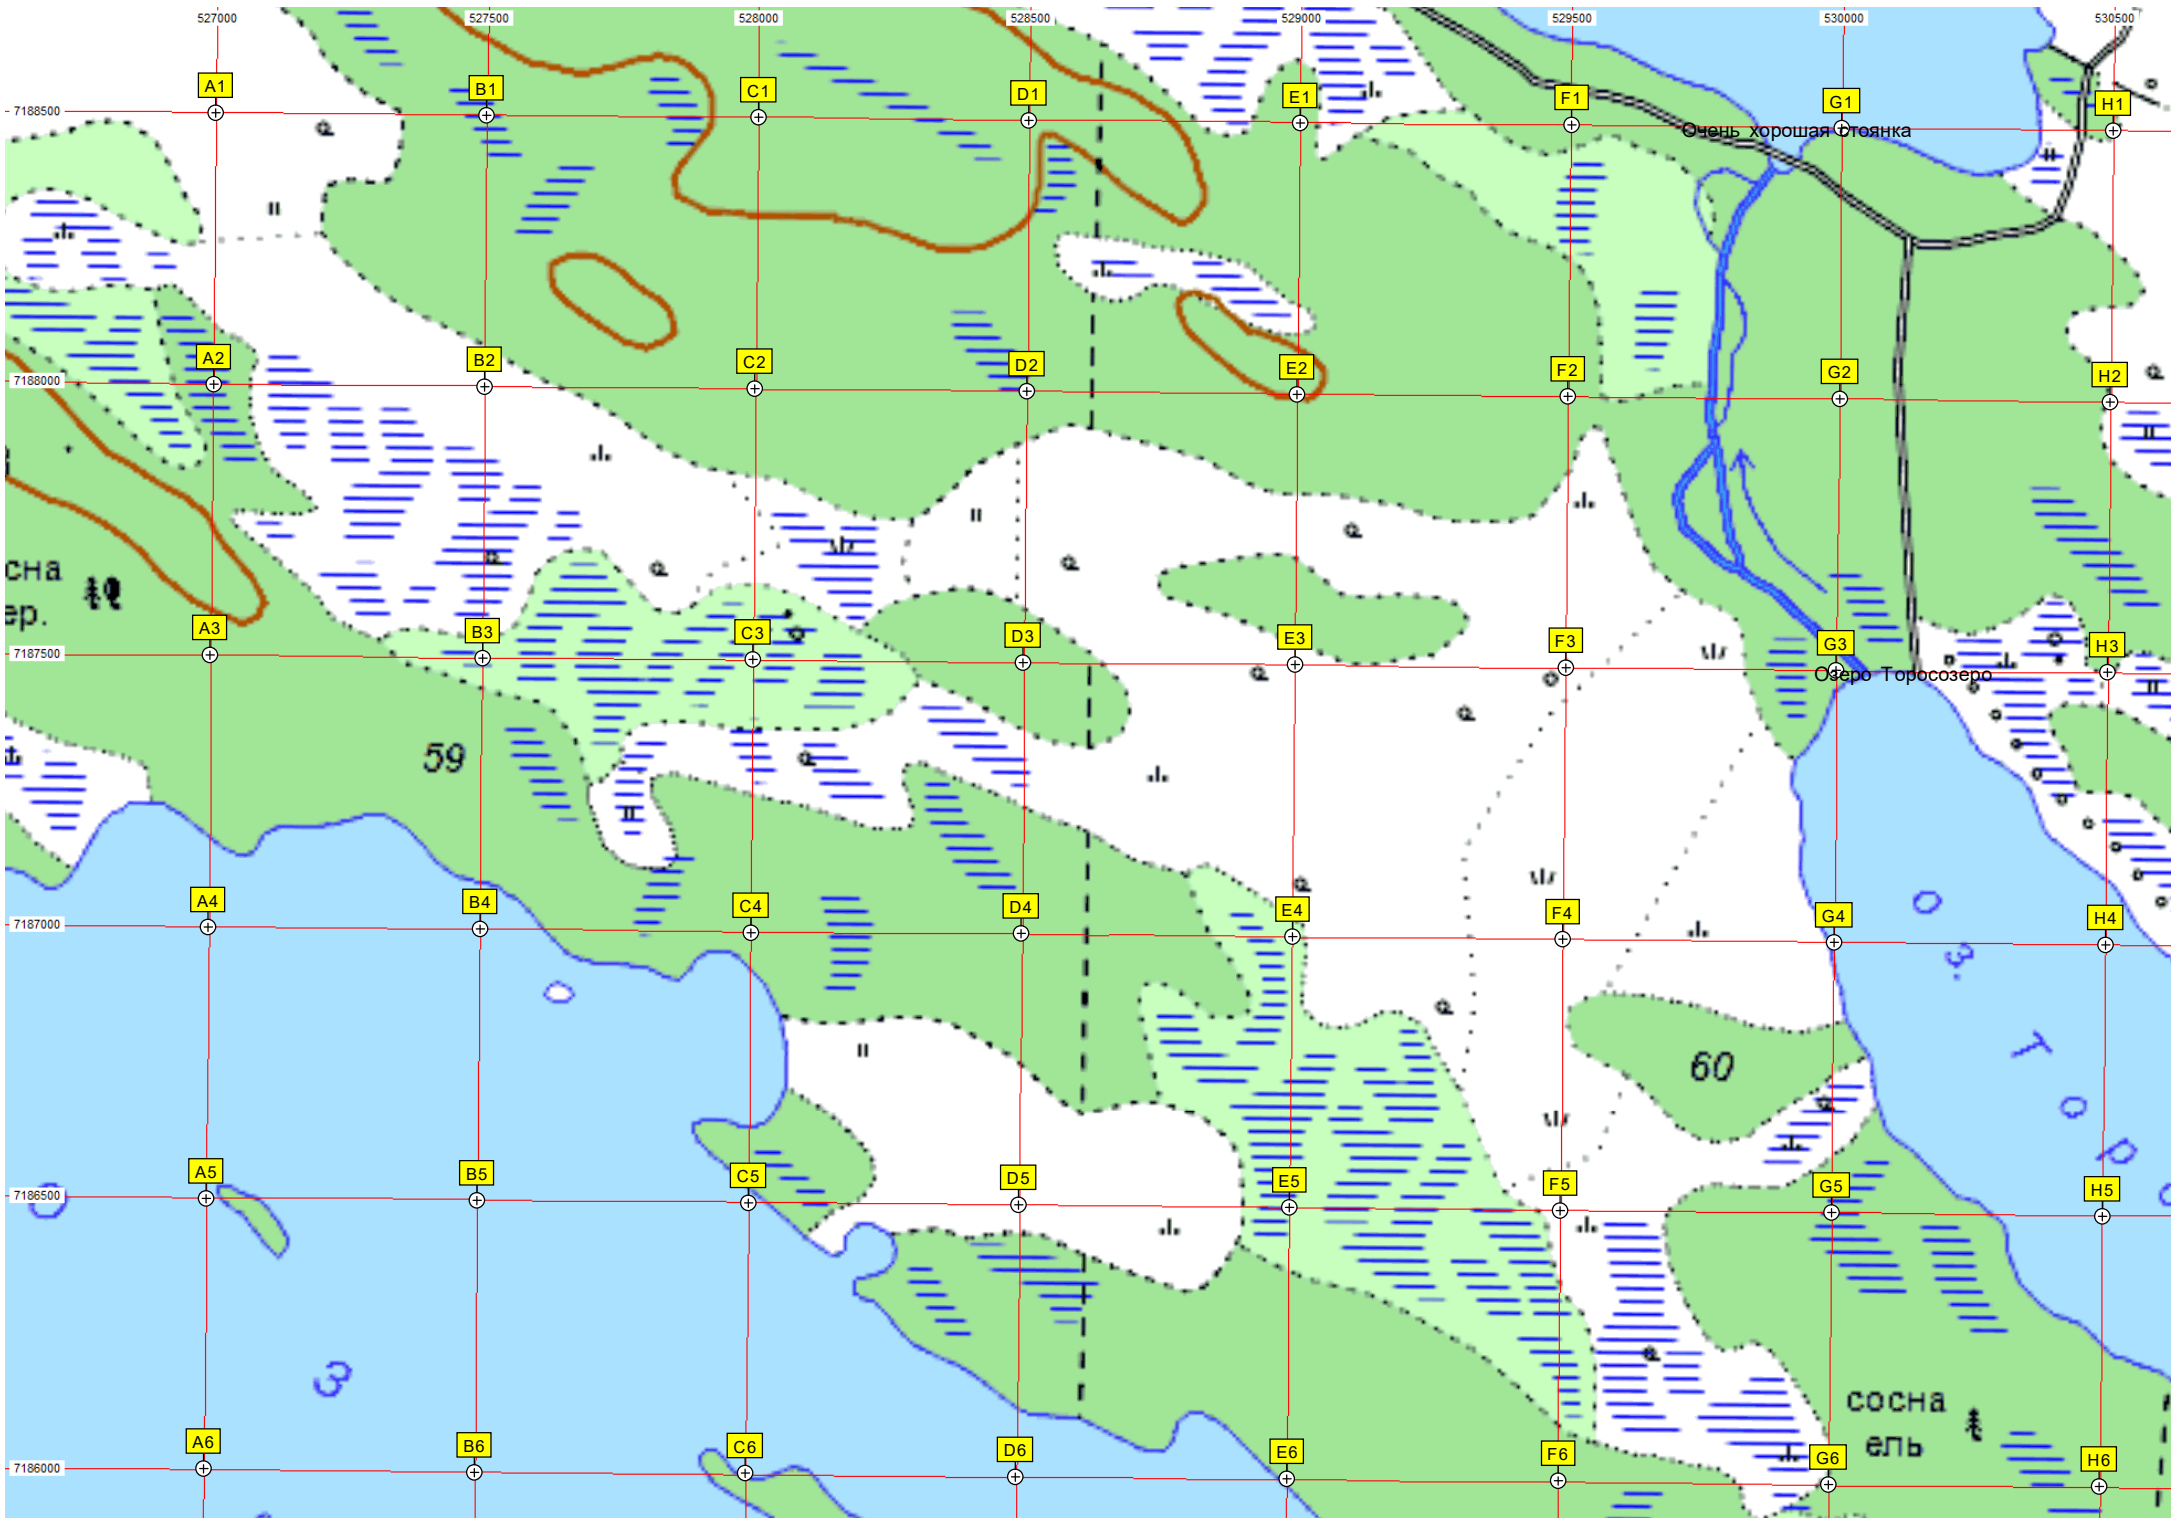 527000 527500 528000 528500 529000 529500 530000 530500
7188500 A1 B1 C1 D1 E1 F1 G1 H1
Очень хорошая стоянка
7188000 A2 B2 C2 D2 E2 F2 G2 H2
сна
ер.
7187500 A3 B3 C3 D3 E3 F3 G3 H3
Озеро Торосозеро
59
7187000 A4 B4 C4 D4 E4 F4 G4 H4
о з. Т о р о
60
7186500 A5 B5 C5 D5 E5 F5 G5 H5
О З
сосна
ель
7186000 A6 B6 C6 D6 E6 F6 G6 H6